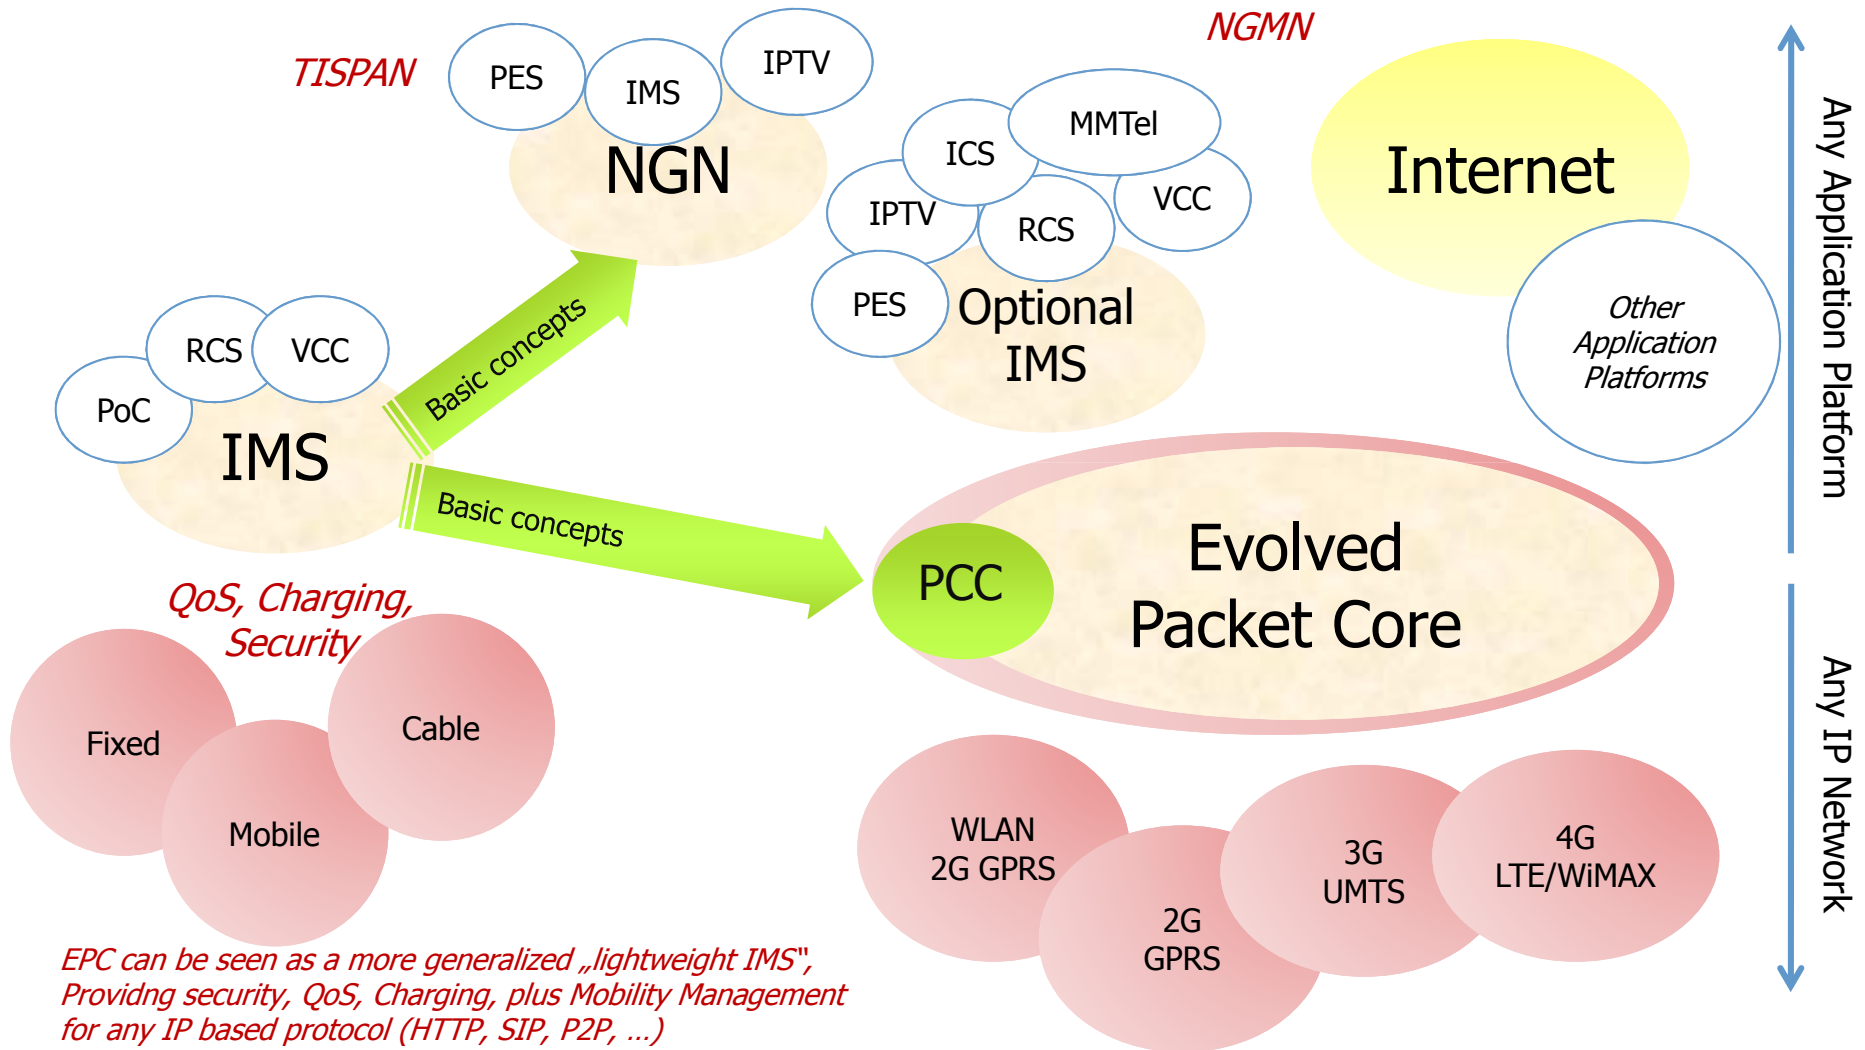 TISPAN
PES
IMS
IPTV
NGN
NGMN
MMTel
ICS
VCC
IPTV
RCS
PES
Optional
IMS
Internet
Other
Application
Platforms
Any Application Platform
RCS
VCC
PoC
IMS
Basic concepts
Basic concepts
PCC
Evolved
Packet Core
QoS, Charging,
Security
Fixed
Mobile
Cable
WLAN
2G GPRS
2G
GPRS
3G
UMTS
4G
LTE/WiMAX
Any IP Network
EPC can be seen as a more generalized „lightweight IMS“,
Providng security, QoS, Charging, plus Mobility Management
for any IP based protocol (HTTP, SIP, P2P, …)